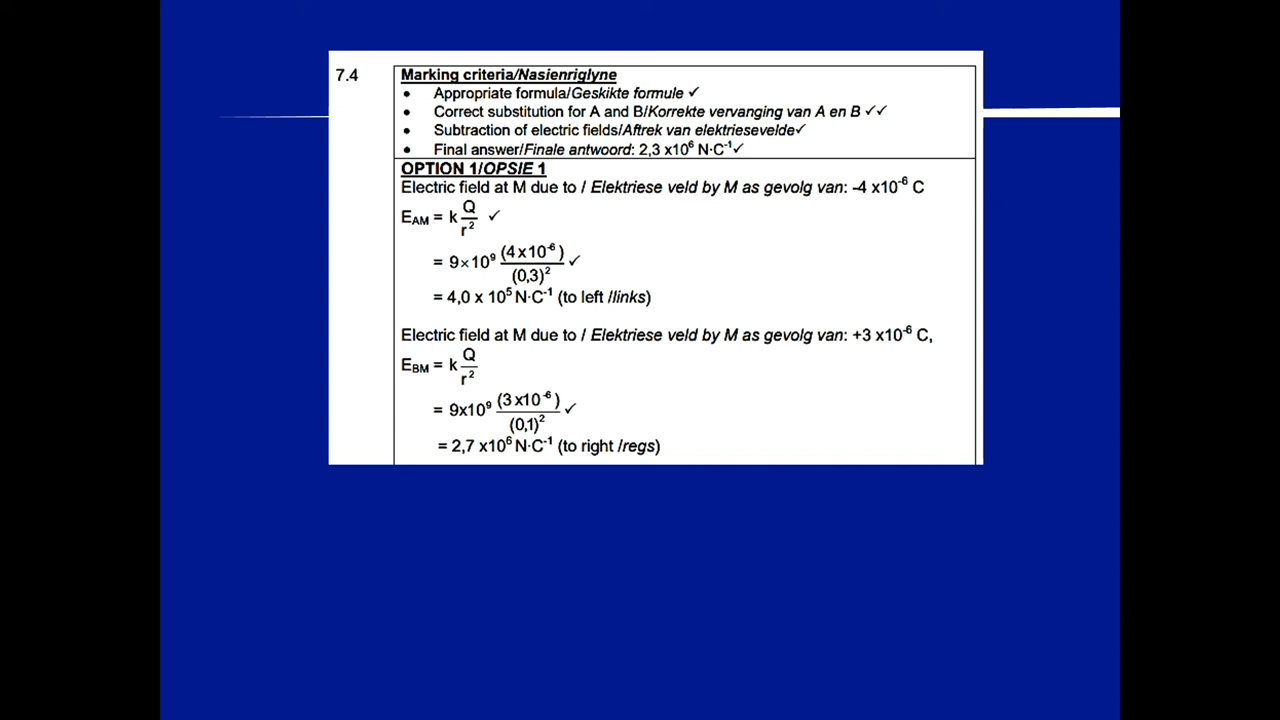 7.4
Marking criteria/Nasienriglyne
• Appropriate formula/Geskikte formule ✓
• Correct substitution for A and B/Korrekte vervanging van A en B ✓✓
• Subtraction of electric fields/Aftrek van elektriesevelde✓
• Final answer/Finale antwoord: 2,3 x10⁶ N·C⁻¹✓
OPTION 1/OPSIE 1
Electric field at M due to / Elektriese veld by M as gevolg van: -4 x10⁻⁶ C
E_AM = k Q/r² ✓
= 9×10⁹ (4x10⁻⁶)/(0,3)² ✓
= 4,0 x 10⁵ N·C⁻¹ (to left /links)
Electric field at M due to / Elektriese veld by M as gevolg van: +3 x10⁻⁶ C,
E_BM = k Q/r²
= 9x10⁹ (3x10⁻⁶)/(0,1)² ✓
= 2,7 x10⁶ N·C⁻¹ (to right /regs)